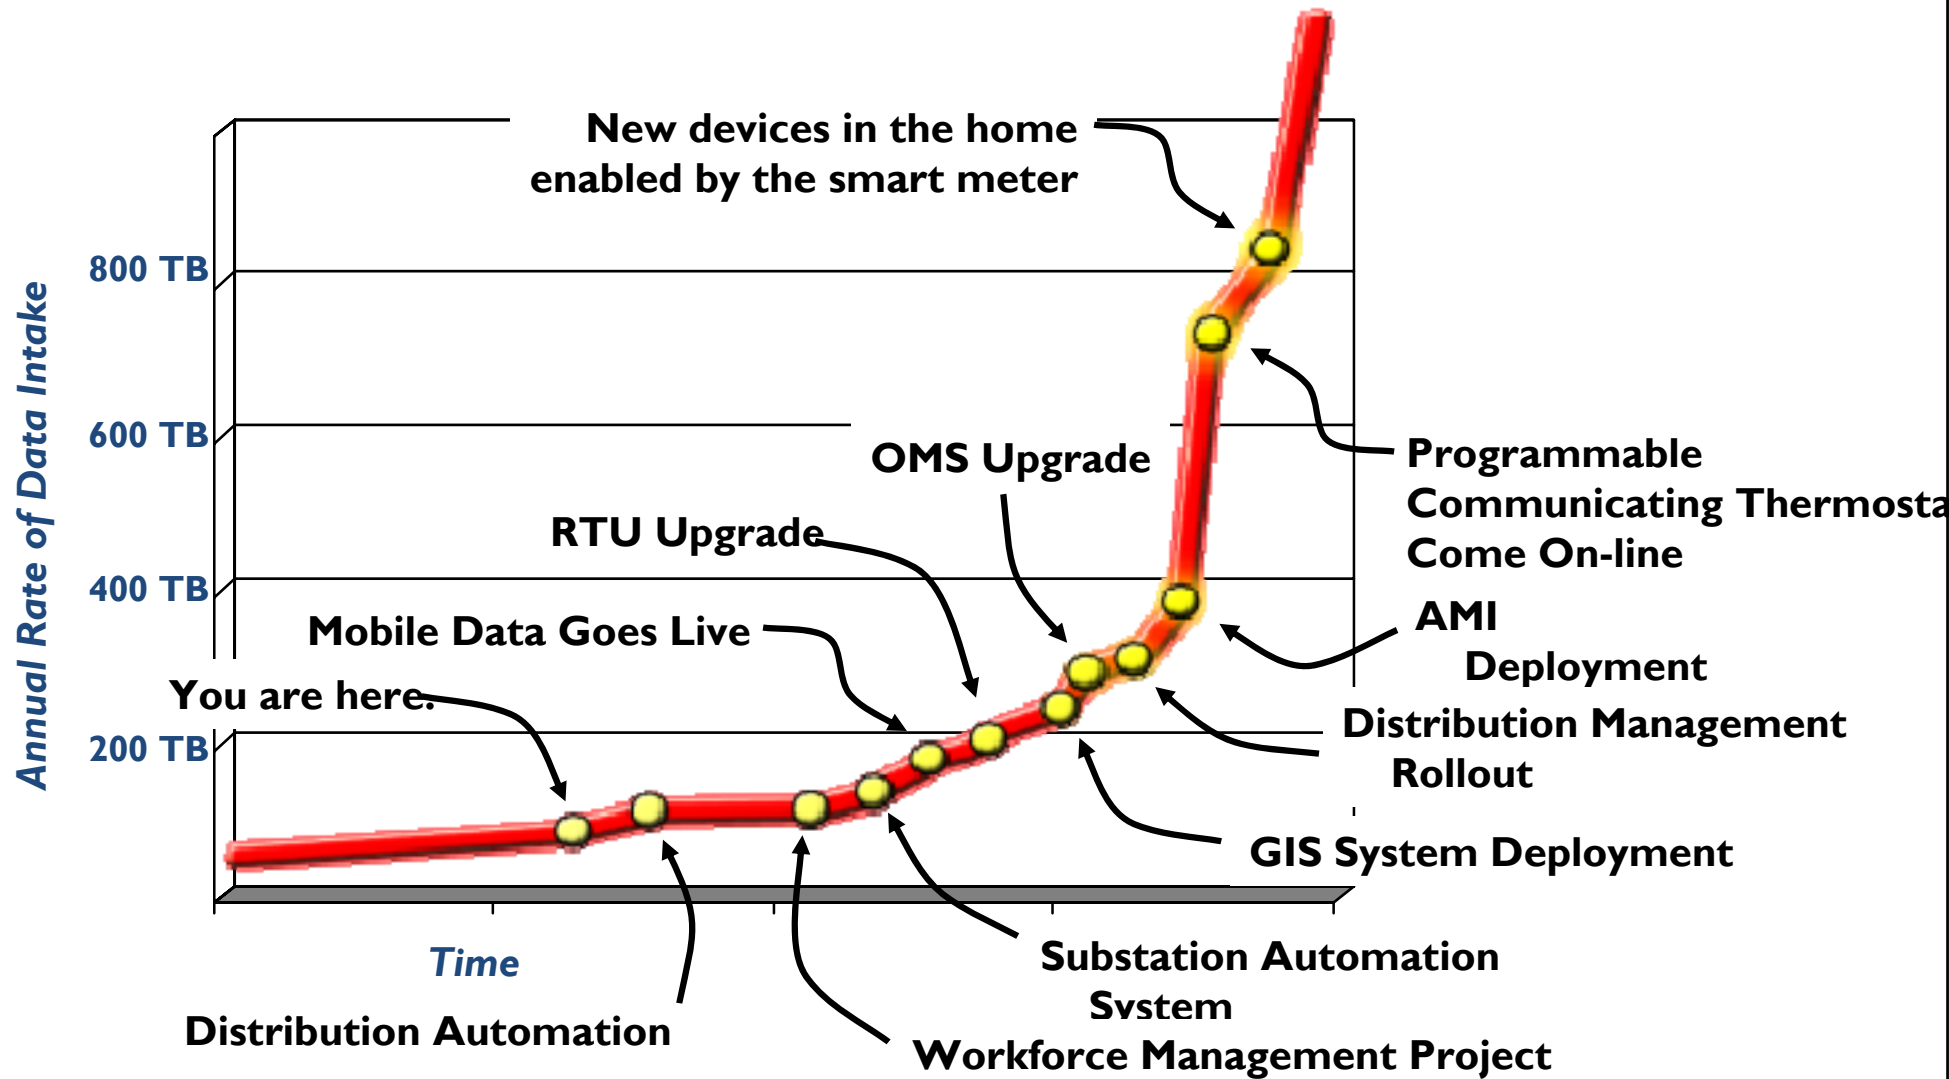 New devices in the home
enabled by the smart meter
800 TB
600 TB
400 TB
200 TB
Annual Rate of Data Intake
OMS Upgrade
RTU Upgrade
Mobile Data Goes Live
You are here.
Programmable
Communicating Thermosta
Come On-line
AMI
Deployment
Distribution Management
Rollout
GIS System Deployment
Time
Substation Automation
System
Distribution Automation
Workforce Management Project